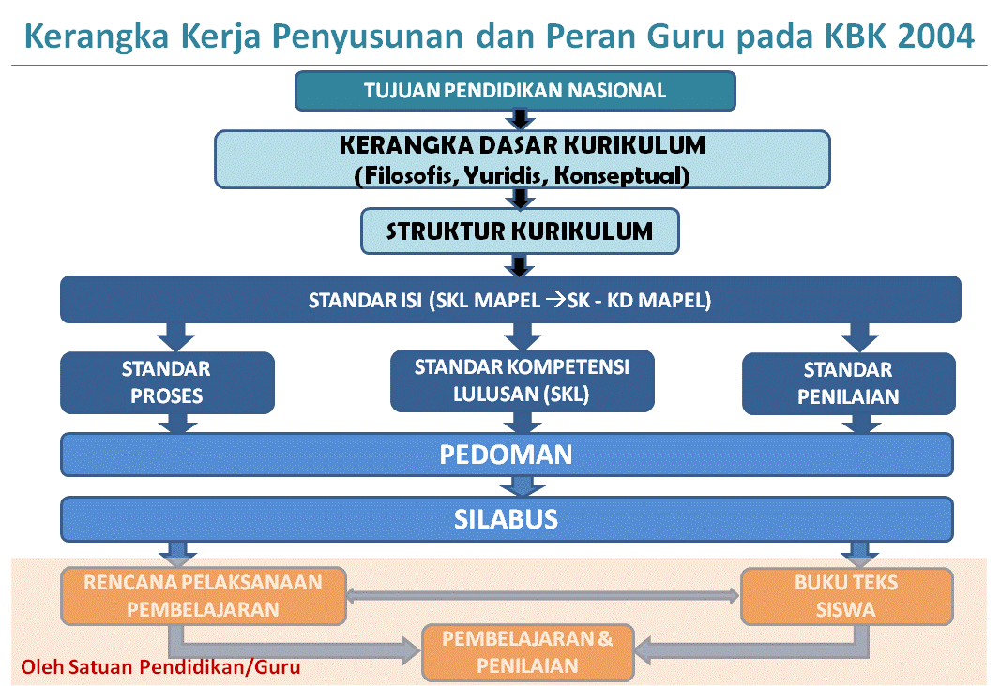 Kerangka Kerja Penyusunan dan Peran Guru pada KBK 2004
TUJUAN PENDIDIKAN NASIONAL
KERANGKA DASAR KURIKULUM
(Filosofis, Yuridis, Konseptual)
STRUKTUR KURIKULUM
STANDAR ISI (SKL MAPEL →SK - KD MAPEL)
STANDAR
PROSES
STANDAR KOMPETENSI
LULUSAN (SKL)
STANDAR
PENILAIAN
PEDOMAN
SILABUS
RENCANA PELAKSANAAN
PEMBELAJARAN
BUKU TEKS
SISWA
PEMBELAJARAN &
PENILAIAN
Oleh Satuan Pendidikan/Guru